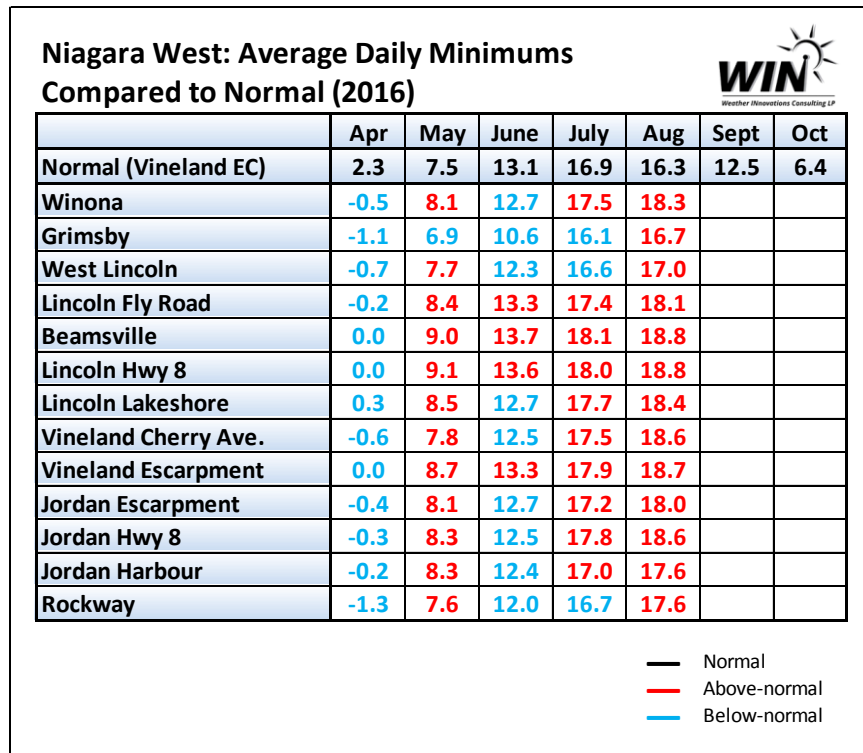 Niagara West: Average Daily Minimums
Compared to Normal (2016)
WIN
Weather INnovations Consulting LP
Apr May June July Aug Sept Oct
Normal (Vineland EC) 2.3 7.5 13.1 16.9 16.3 12.5 6.4
Winona -0.5 8.1 12.7 17.5 18.3
Grimsby -1.1 6.9 10.6 16.1 16.7
West Lincoln -0.7 7.7 12.3 16.6 17.0
Lincoln Fly Road -0.2 8.4 13.3 17.4 18.1
Beamsville 0.0 9.0 13.7 18.1 18.8
Lincoln Hwy 8 0.0 9.1 13.6 18.0 18.8
Lincoln Lakeshore 0.3 8.5 12.7 17.7 18.4
Vineland Cherry Ave. -0.6 7.8 12.5 17.5 18.6
Vineland Escarpment 0.0 8.7 13.3 17.9 18.7
Jordan Escarpment -0.4 8.1 12.7 17.2 18.0
Jordan Hwy 8 -0.3 8.3 12.5 17.8 18.6
Jordan Harbour -0.2 8.3 12.4 17.0 17.6
Rockway -1.3 7.6 12.0 16.7 17.6
Normal
Above-normal
Below-normal